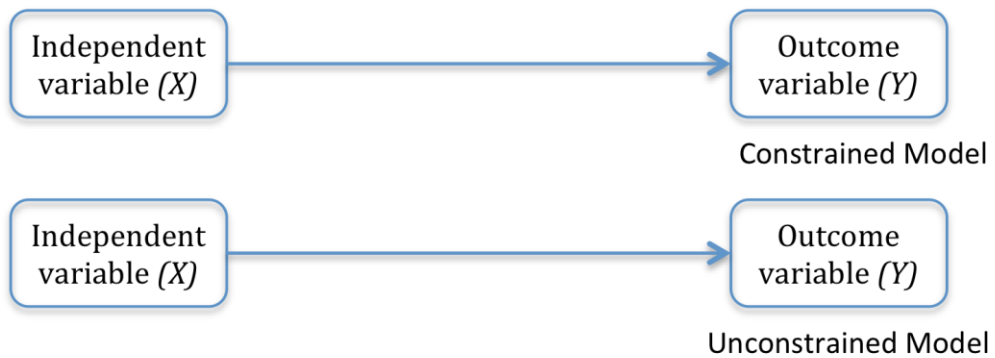 Independent
variable (X)
Outcome
variable (Y)
Constrained Model
Independent
variable (X)
Outcome
variable (Y)
Unconstrained Model